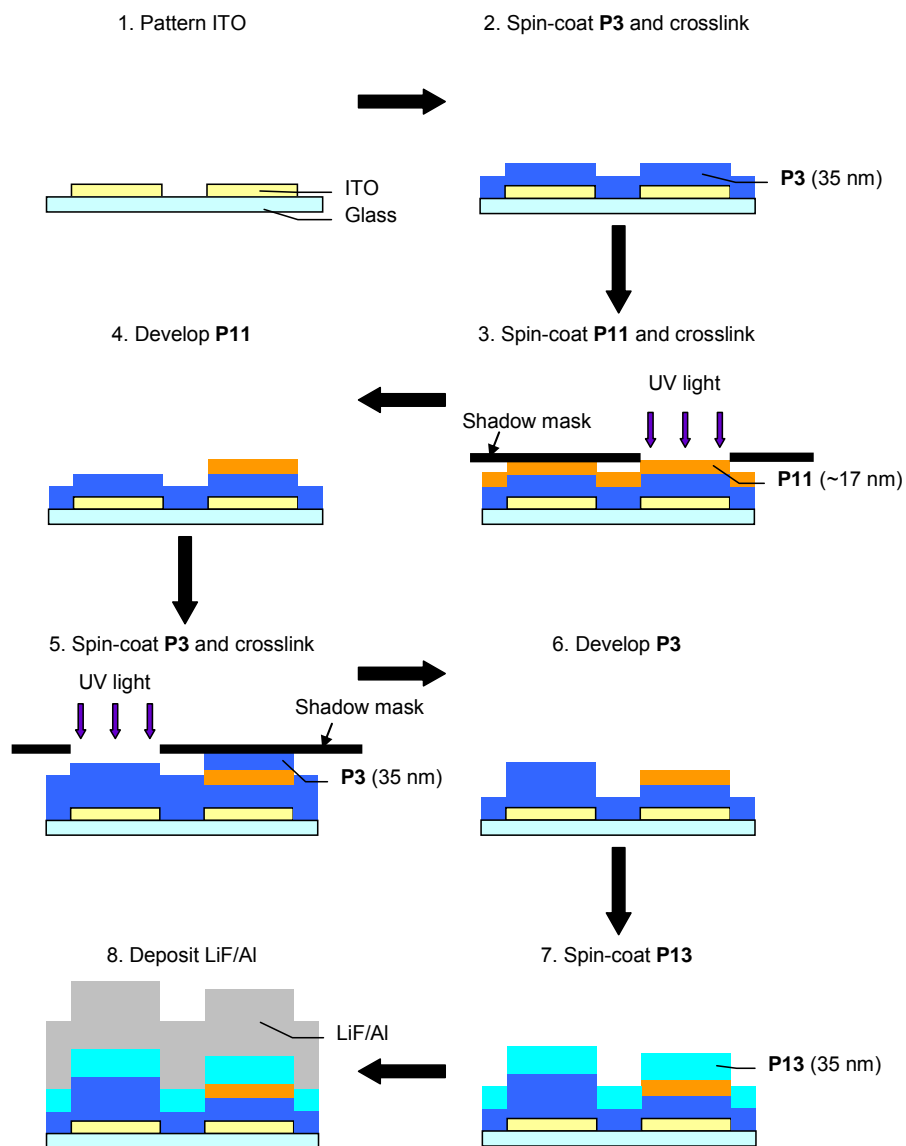 1. Pattern ITO
2. Spin-coat P3 and crosslink
ITO
Glass
P3 (35 nm)
4. Develop P11
3. Spin-coat P11 and crosslink
UV light
Shadow mask
P11 (~17 nm)
5. Spin-coat P3 and crosslink
6. Develop P3
UV light
Shadow mask
P3 (35 nm)
8. Deposit LiF/Al
7. Spin-coat P13
LiF/Al
P13 (35 nm)